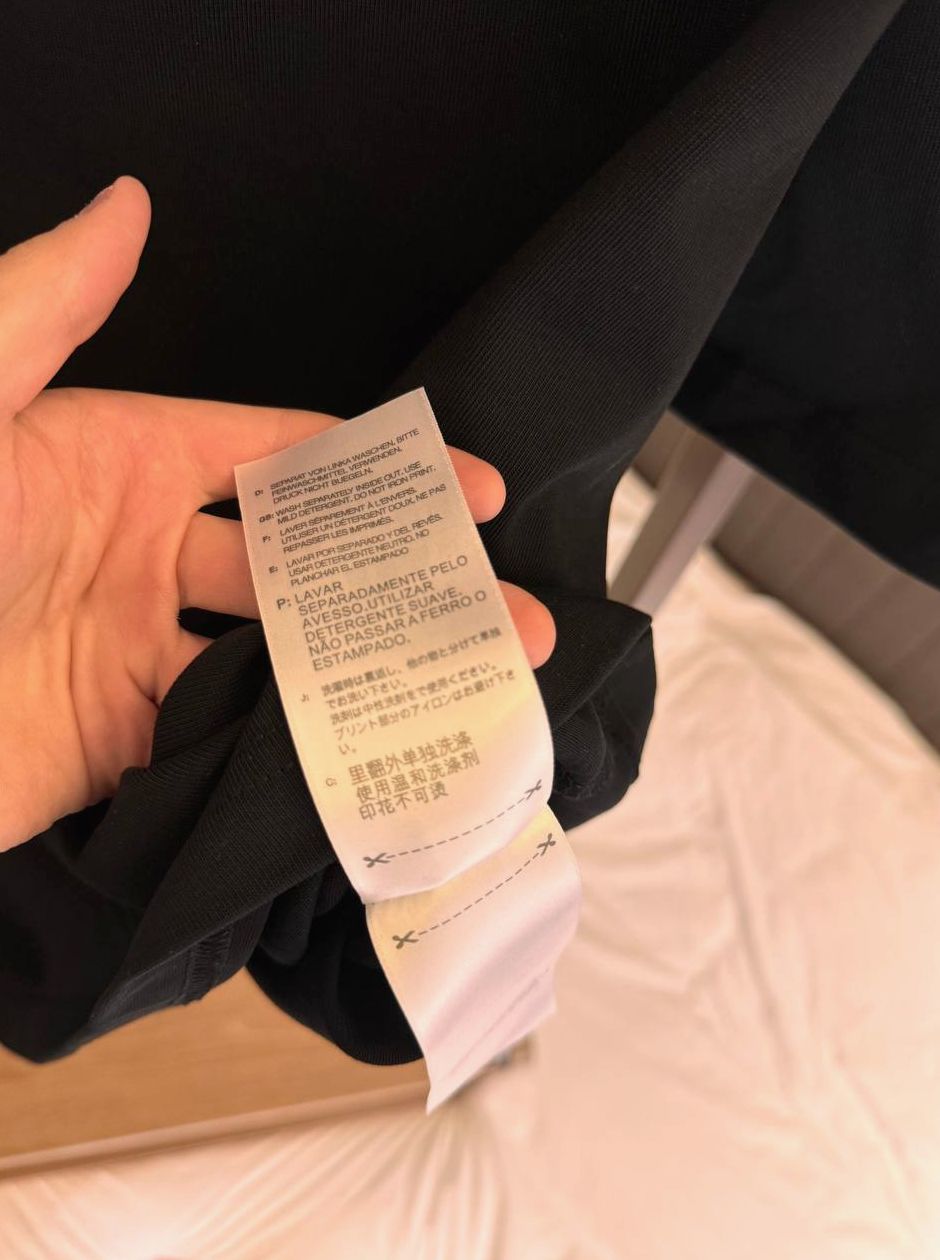 D: SEPARAT VON LINKA WASCHEN. BITTE
FEINWASCHMITTEL VERWENDEN.
DRUCK NICHT BUEGELN.
GB: WASH SEPARATELY INSIDE OUT. USE
MILD DETERGENT. DO NOT IRON PRINT.
F: LAVER SÉPARÉMENT À L'ENVERS.
UTILISER UN DÉTERGENT DOUX. NE PAS
REPASSER LES IMPRIMÉS.
E: LAVAR POR SEPARADO Y DEL REVÉS.
USAR DETERGENTE NEUTRO. NO
PLANCHAR EL ESTAMPADO
P: LAVAR
SEPARADAMENTE PELO
AVESSO.UTILIZAR
DETERGENTE SUAVE.
NÃO PASSAR A FERRO O
ESTAMPADO.
J: 洗濯時は裏返し、他の物と分けて単独
でお洗い下さい。
洗剤は中性洗剤をで使用ください。
プリント部分のアイロンはお避け下さ
い。
C: 里翻外单独洗涤
使用温和洗涤剂
印花不可烫